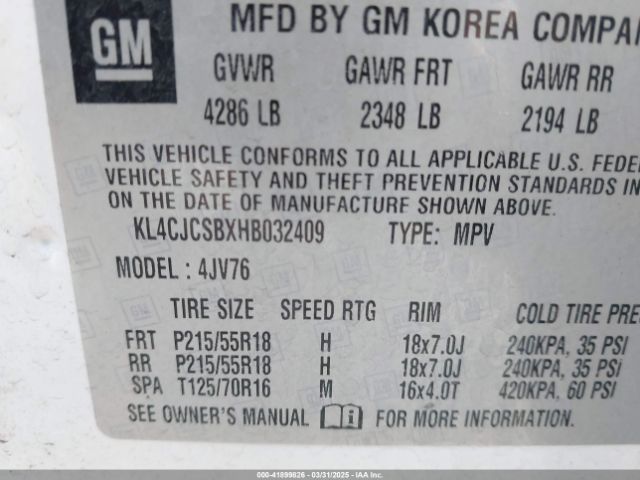 GM
MFD BY GM KOREA COMPA
GVWR GAWR FRT GAWR RR
4286 LB 2348 LB 2194 LB
THIS VEHICLE CONFORMS TO ALL APPLICABLE U.S. FEDE
VEHICLE SAFETY AND THEFT PREVENTION STANDARDS IN
ON THE DATE OF MANUFACTURE SHOWN ABOVE.
KL4CJCSBXHB032409 TYPE: MPV
MODEL : 4JV76
TIRE SIZE SPEED RTG RIM COLD TIRE PRE
FRT P215/55R18 H 18x7.0J 240KPA, 35 PSI
RR P215/55R18 H 18x7.0J 240KPA, 35 PSI
SPA T125/70R16 M 16x4.0T 420KPA, 60 PSI
SEE OWNER'S MANUAL FOR MORE INFORMATION.
000-41899826 - 03/31/2025 - Copyright IAA, LLC.